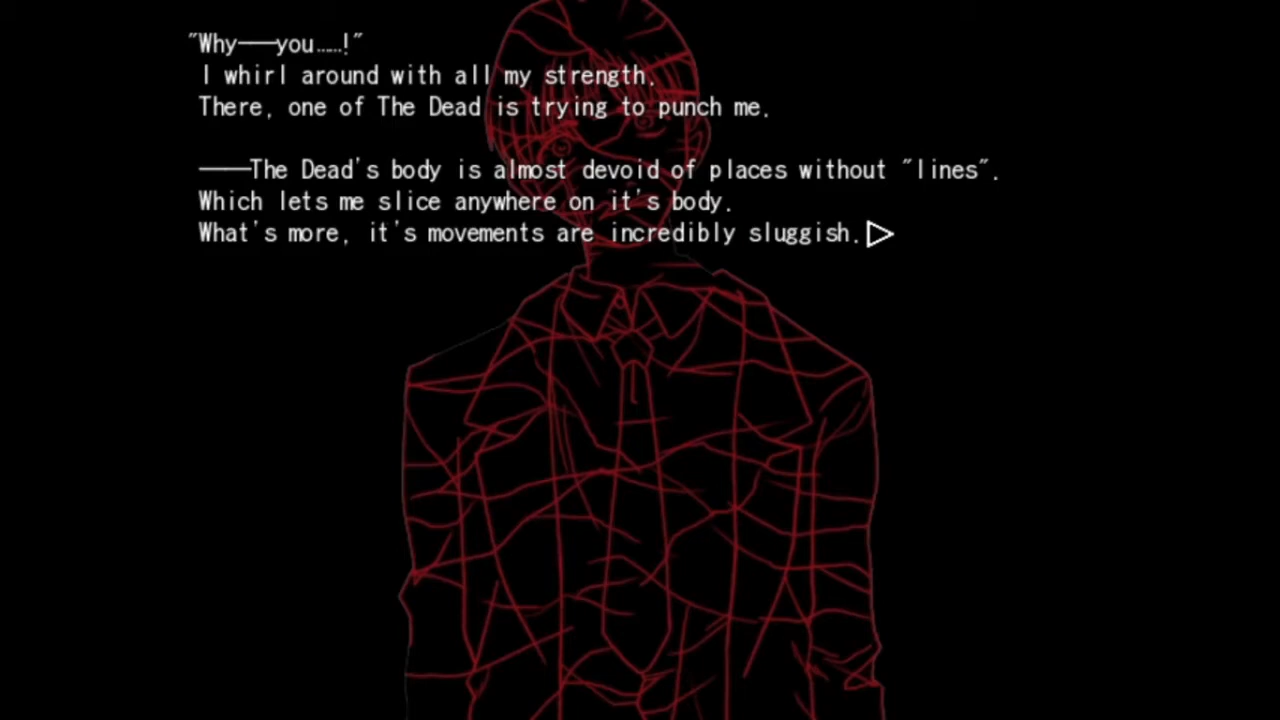 "Why――you……!"
I whirl around with all my strength.
There, one of The Dead is trying to punch me.
――The Dead's body is almost devoid of places without "lines".
Which lets me slice anywhere on it's body.
What's more, it's movements are incredibly sluggish.